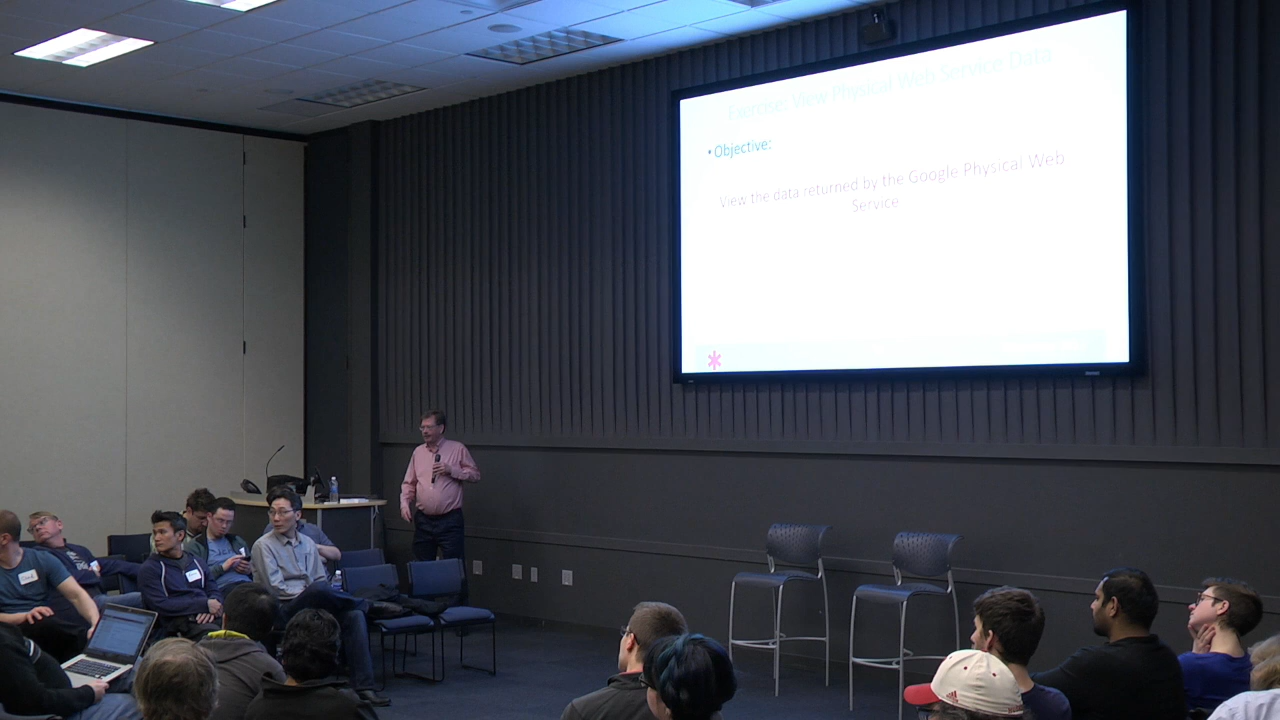 Exercise: View Physical Web Service Data
• Objective:
View the data returned by the Google Physical Web
Service